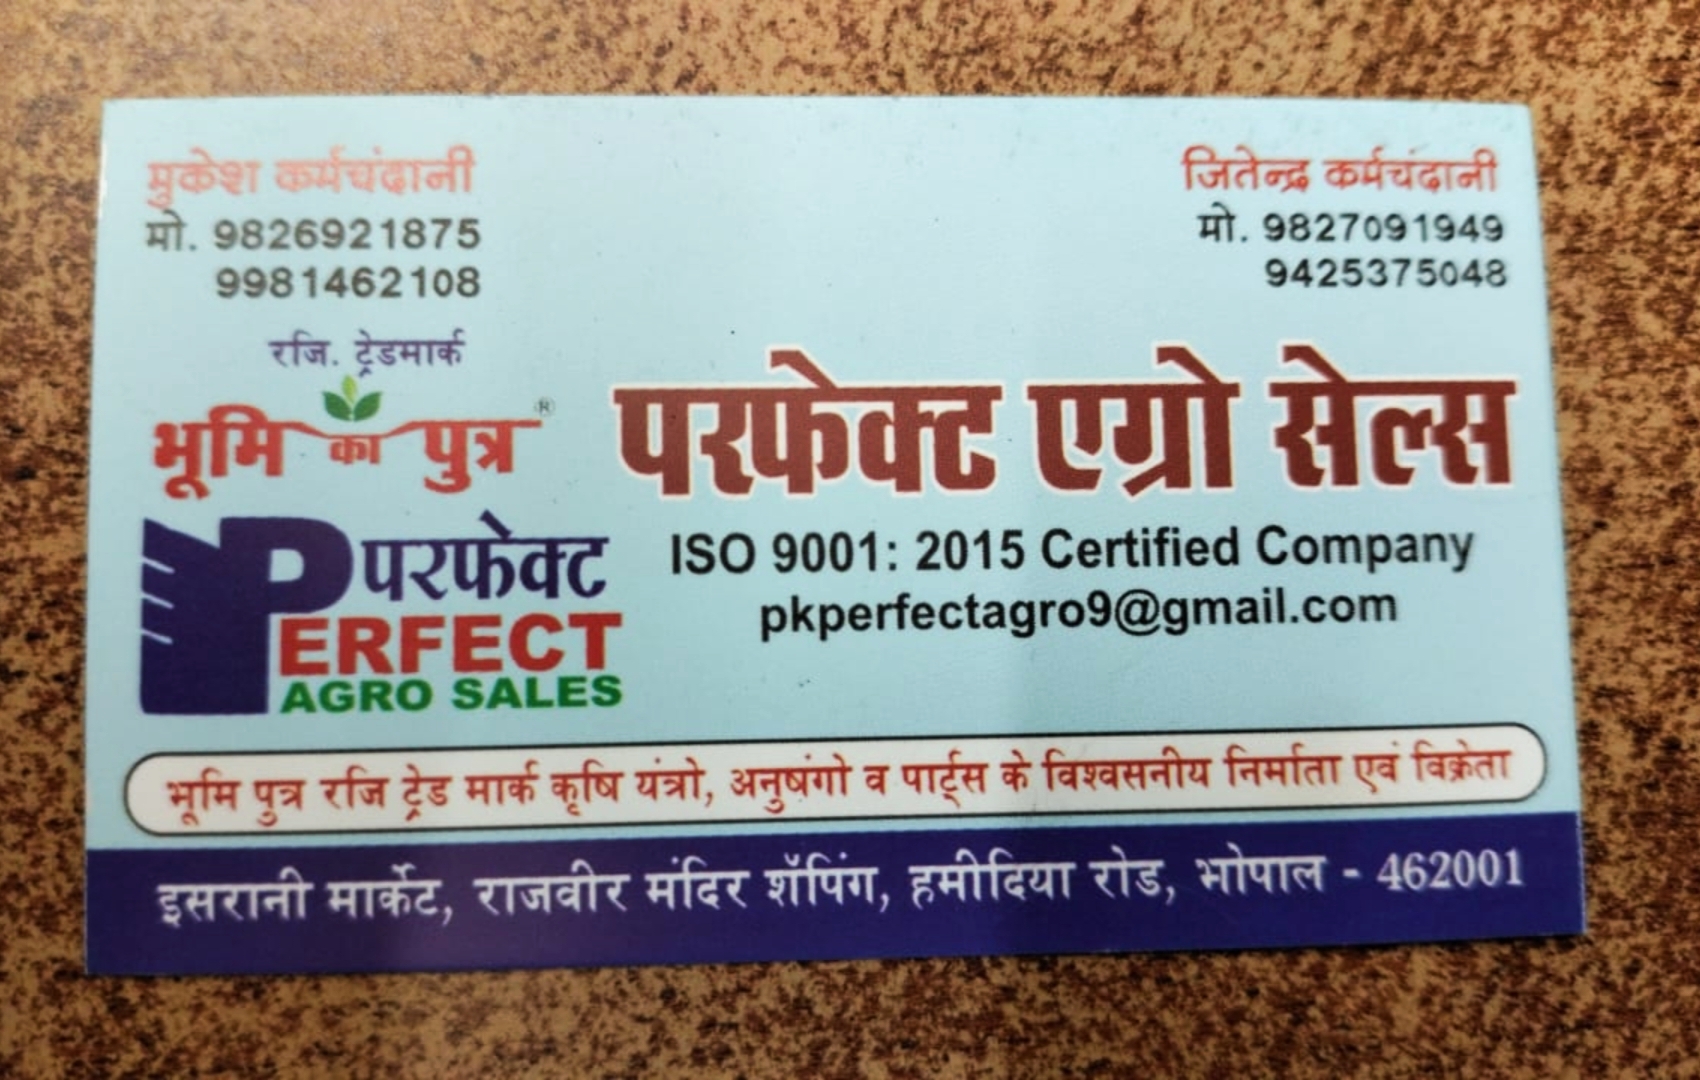 मुकेश कर्मचंदानी
मो. 9826921875
9981462108
जितेन्द्र कर्मचंदानी
मो. 9827091949
9425375048
रजि. ट्रेडमार्क
भूमि का पुत्र ®
परफेक्ट
PERFECT
AGRO SALES
परफेक्ट एग्रो सेल्स
ISO 9001: 2015 Certified Company
pkperfectagro9@gmail.com
भूमि पुत्र रजि ट्रेड मार्क कृषि यंत्रो, अनुषंगो व पार्ट्स के विश्वसनीय निर्माता एवं विक्रेता
इसरानी मार्केट, राजवीर मंदिर शॅापिंग, हमीदिया रोड, भोपाल - 462001